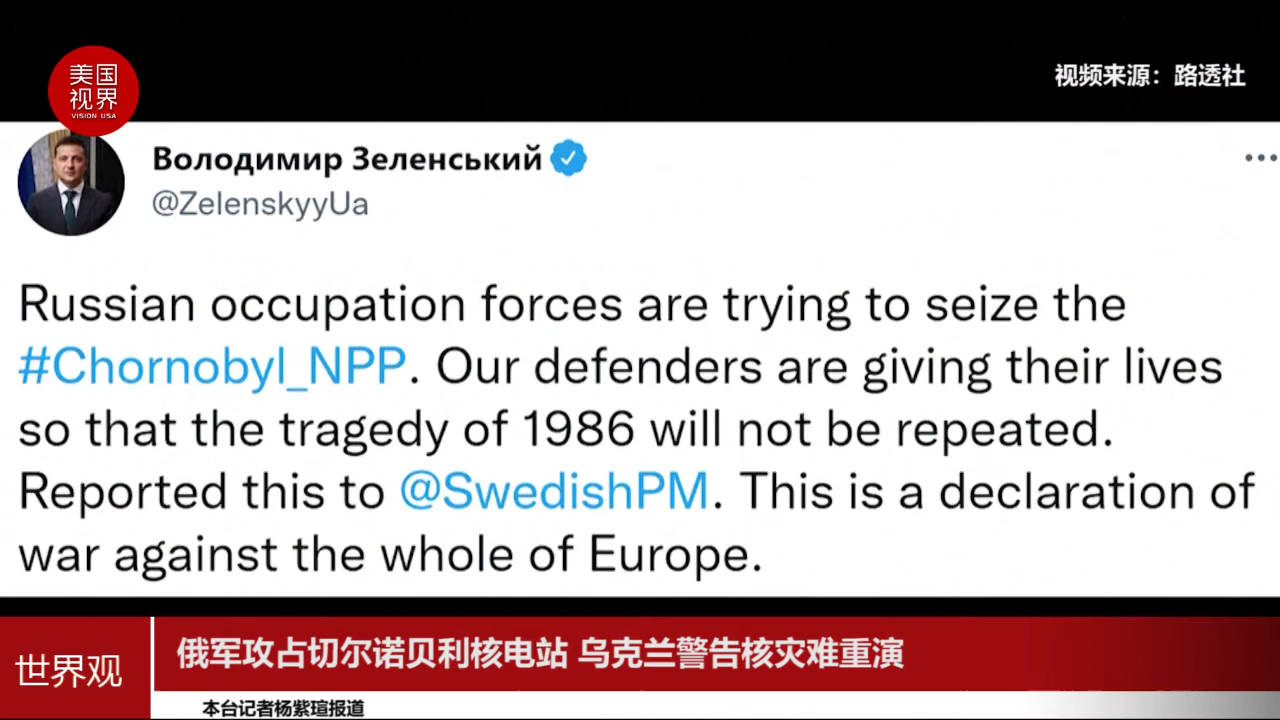 美国
视界
VISION USA
视频来源：路透社
Володимир Зеленський
@ZelenskyyUa
Russian occupation forces are trying to seize the
#Chornobyl_NPP. Our defenders are giving their lives
so that the tragedy of 1986 will not be repeated.
Reported this to @SwedishPM. This is a declaration of
war against the whole of Europe.
世界观
俄军攻占切尔诺贝利核电站 乌克兰警告核灾难重演
本台记者杨紫瑄报道